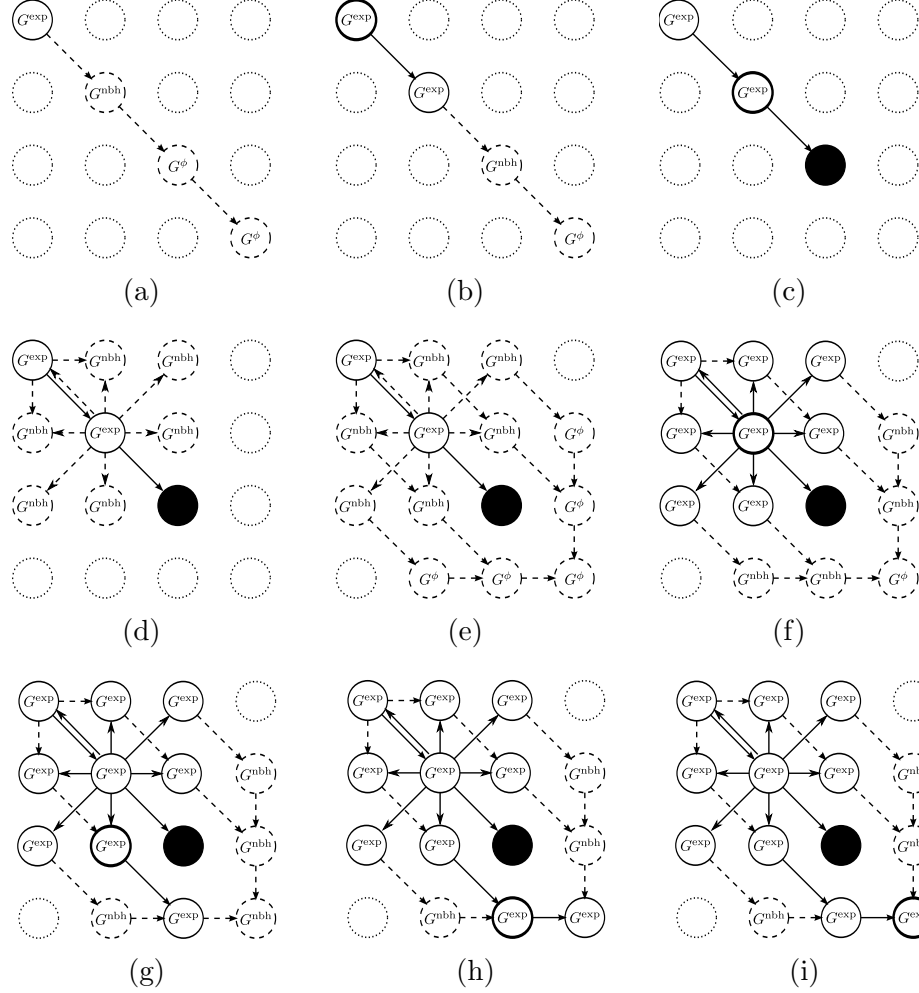 G^exp G^exp G^exp
G^nbh G^exp G^exp
G^ϕ G^nbh
G^ϕ G^ϕ
(a) (b) (c)
G^exp G^nbh G^nbh G^exp G^nbh G^nbh G^exp G^exp G^exp
G^nbh G^exp G^nbh G^nbh G^exp G^nbh G^ϕ G^exp G^exp G^exp G^nbh
G^nbh G^nbh G^nbh G^nbh G^ϕ G^exp G^exp G^nbh
G^ϕ G^ϕ G^ϕ G^nbh G^nbh G^ϕ
(d) (e) (f)
G^exp G^exp G^exp G^exp G^exp G^exp G^exp G^exp G^exp
G^exp G^exp G^exp G^nbh G^exp G^exp G^exp G^nbh G^exp G^exp G^exp
G^exp G^exp G^nbh G^exp G^exp G^nbh G^exp G^exp
G^nbh G^exp G^nbh G^nbh G^exp G^exp G^nbh G^exp
(g) (h) (i)